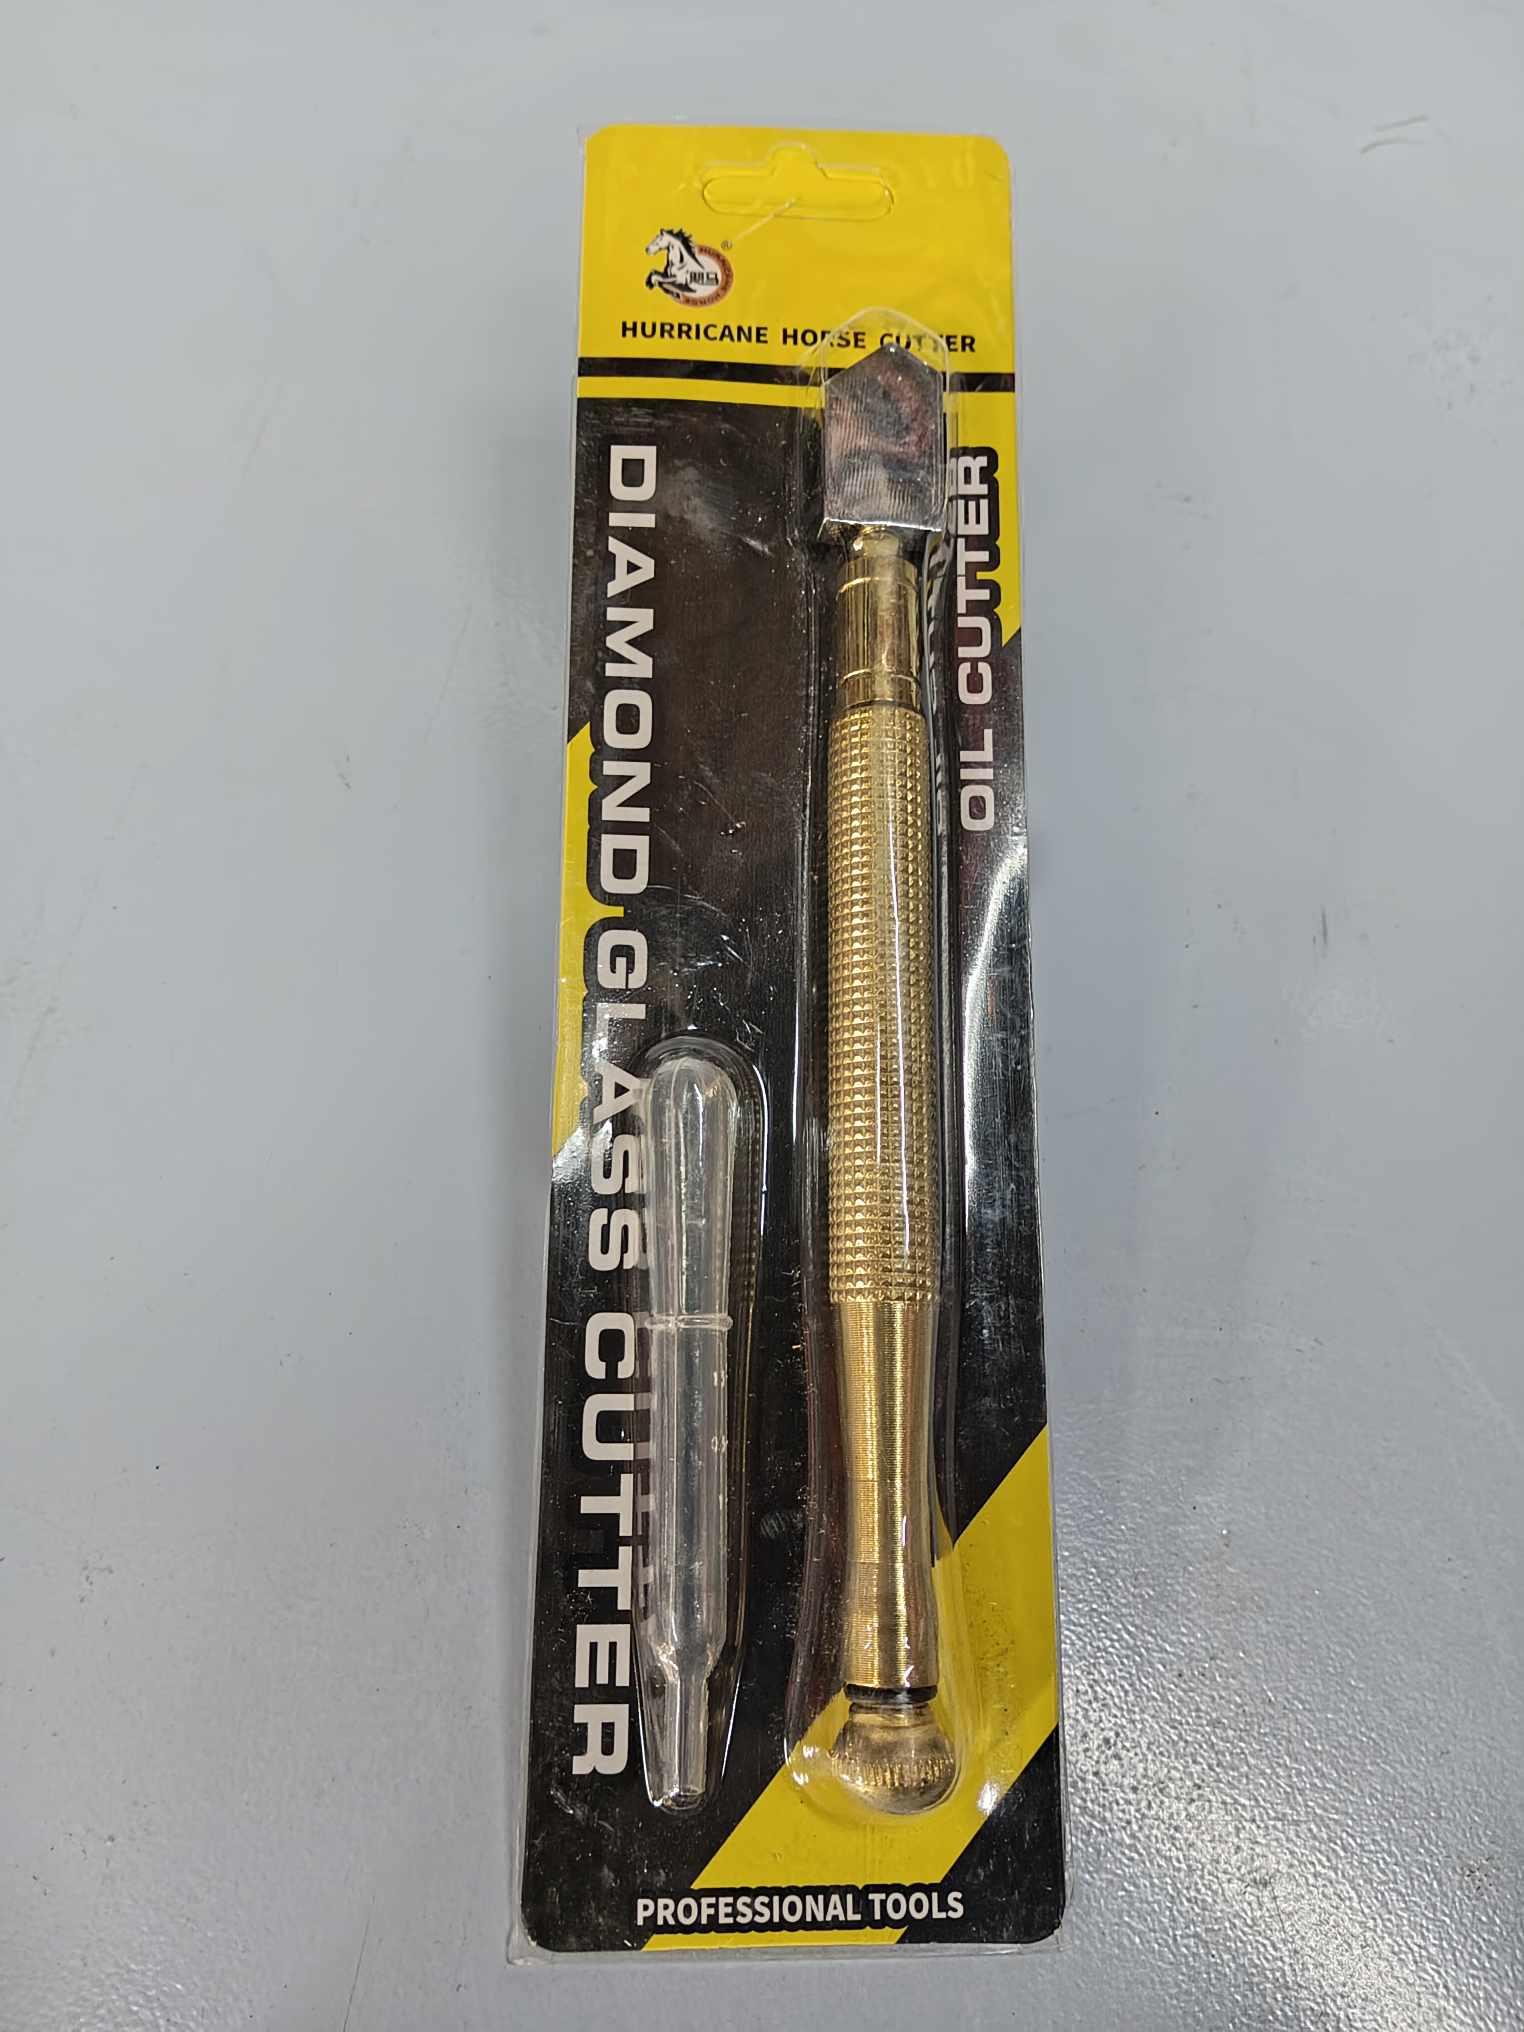 ®
HURRICANE HORSE CUTTER
DIAMOND GLASS CUTTER
OIL CUTTER
PROFESSIONAL TOOLS